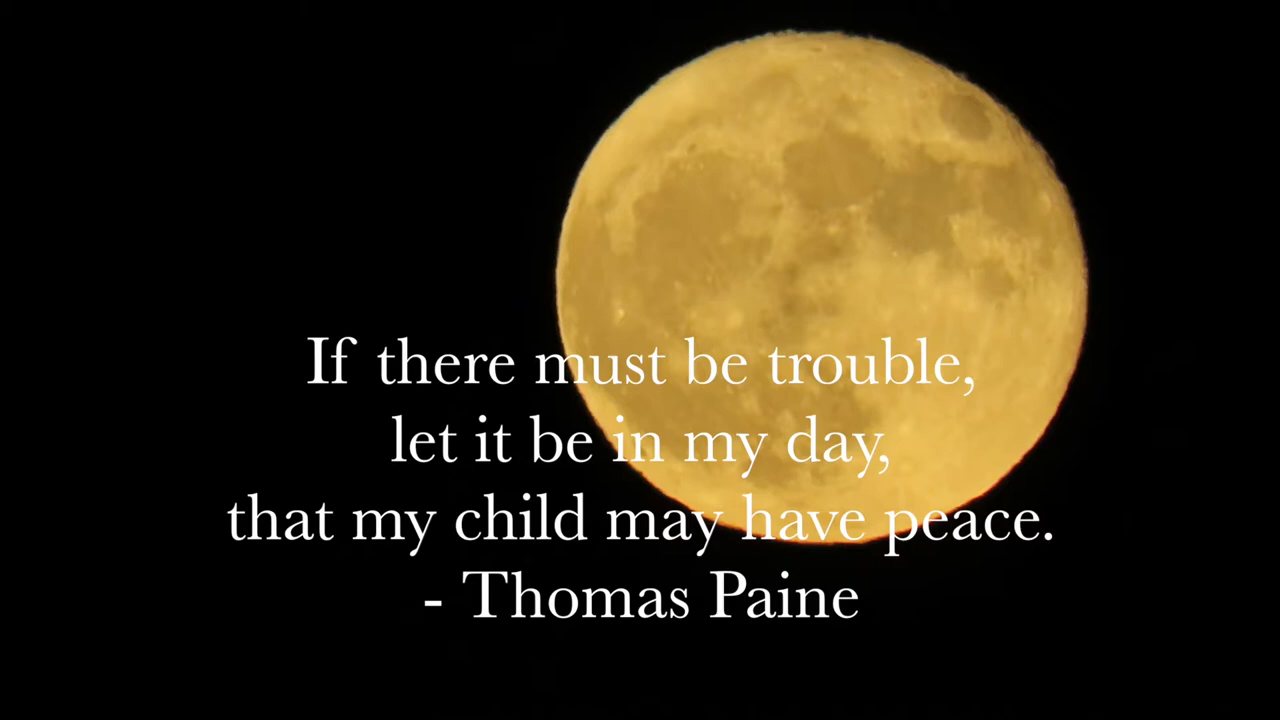 If there must be trouble,
let it be in my day,
that my child may have peace.
- Thomas Paine